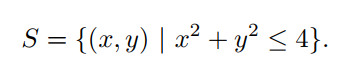 S = {(x, y) | x² + y² ≤ 4}.